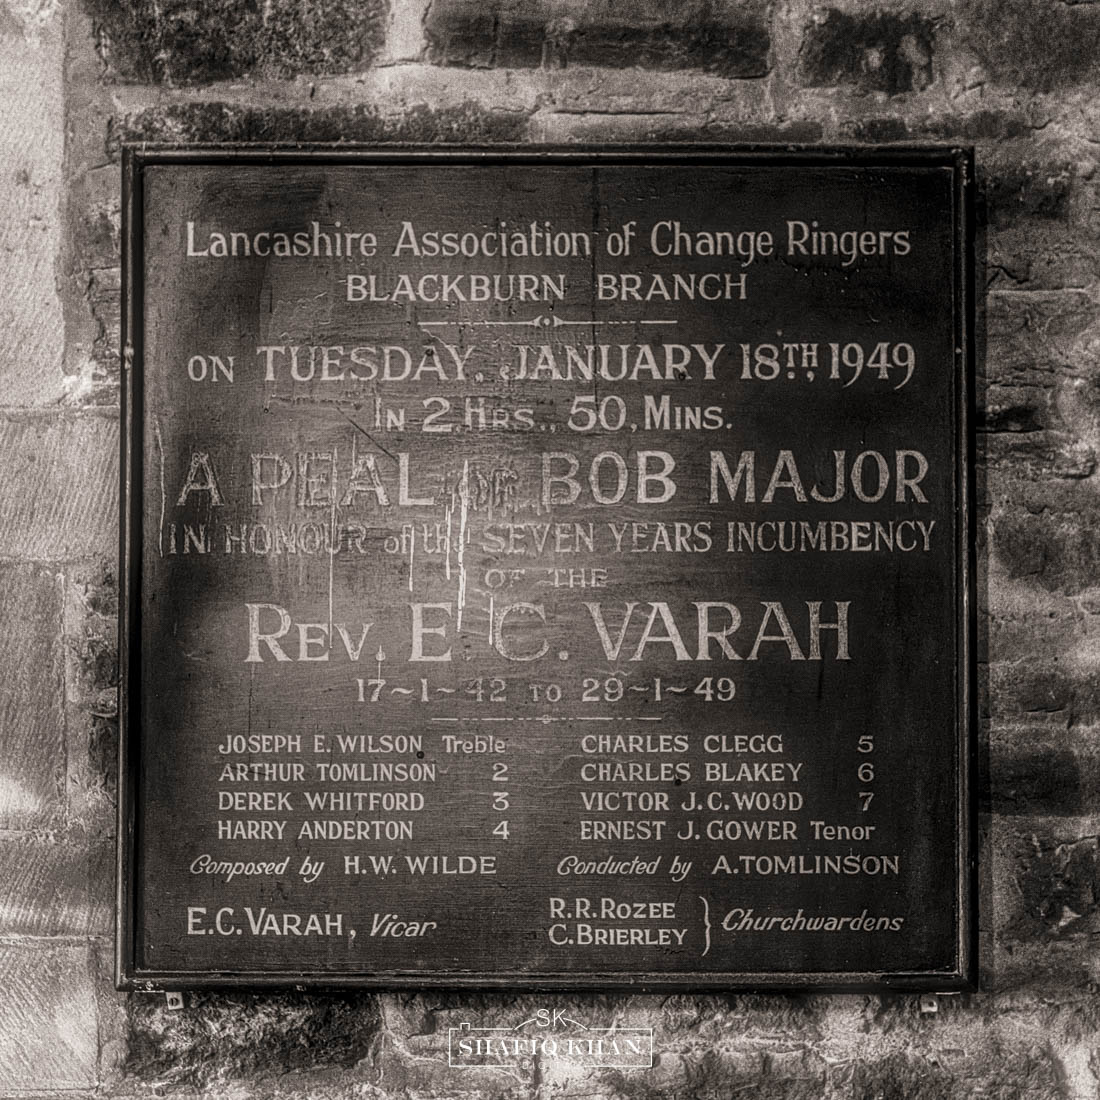 Lancashire Association of Change Ringers
BLACKBURN BRANCH
ON TUESDAY, JANUARY 18TH, 1949
IN 2, HRS., 50, MINS.
A PEAL OF BOB MAJOR
IN HONOUR of the SEVEN YEARS INCUMBENCY
OF THE
REV. E. C. VARAH
17~1~42 TO 29~1~49
JOSEPH E. WILSON Treble CHARLES CLEGG 5
ARTHUR TOMLINSON 2 CHARLES BLAKEY 6
DEREK WHITFORD 3 VICTOR J. C. WOOD 7
HARRY ANDERTON 4 ERNEST J. GOWER Tenor
Composed by H.W. WILDE Conducted by A. TOMLINSON
E.C. VARAH, Vicar
R.R. ROZEE
C. BRIERLEY } Churchwardens
SK
SHAFIQ KHAN